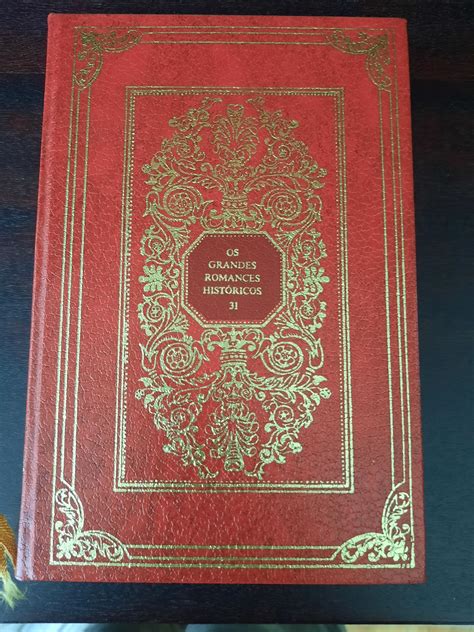 OS
GRANDES
ROMANCES
HISTÓRICOS
31